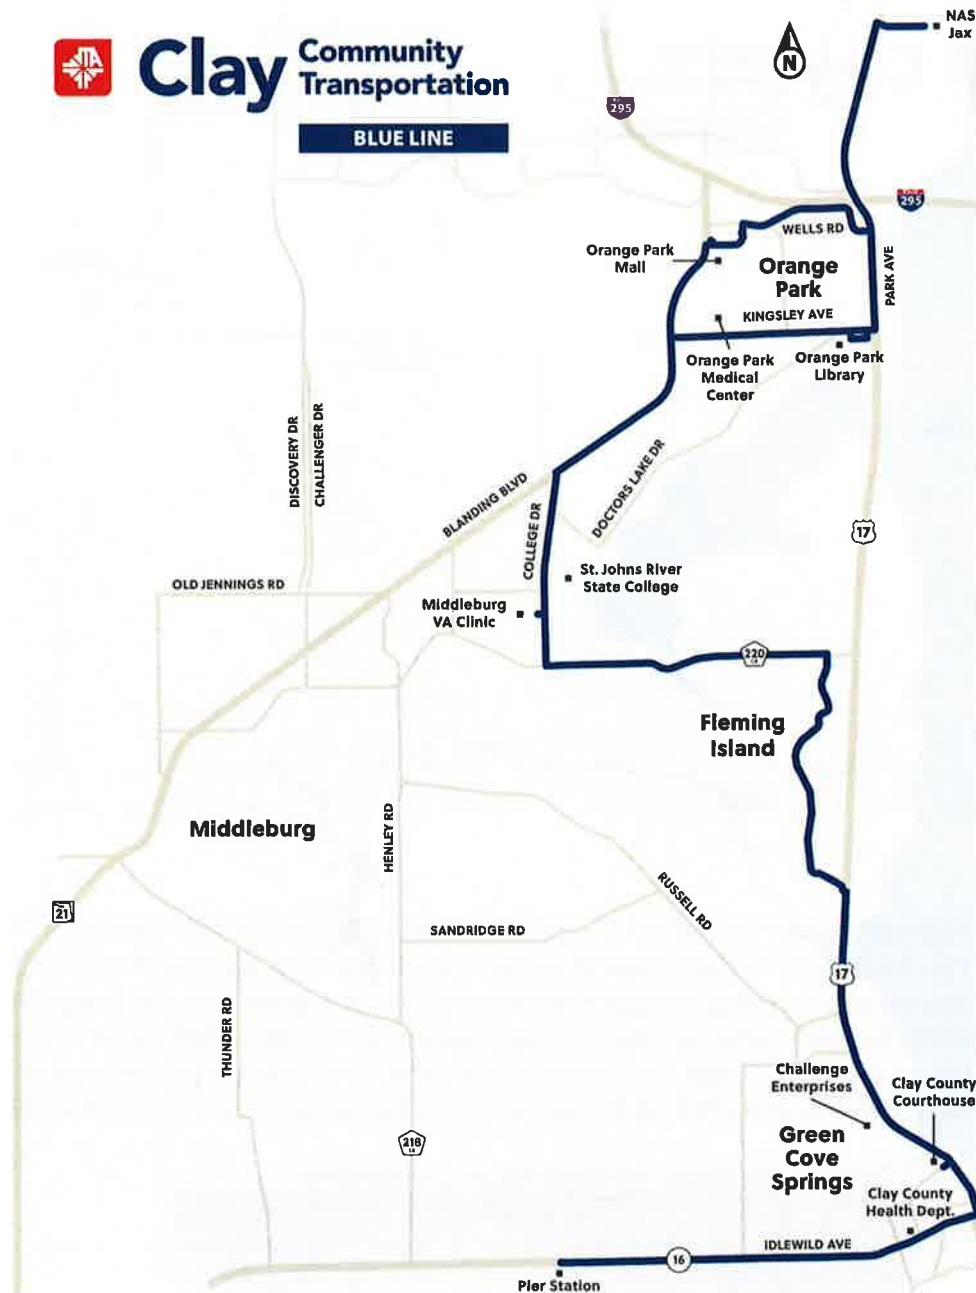 JTA
Clay
Community
Transportation
BLUE LINE
N
NAS
Jax
295
295
WELLS RD
Orange Park
Mall
Orange
Park
PARK AVE
KINGSLEY AVE
Orange Park
Medical
Center
Orange Park
Library
DISCOVERY DR
CHALLENGER DR
BLANDING BLVD
COLLEGE DR
DOCTORS LAKE DR
17
OLD JENNINGS RD
St. Johns River
State College
Middleburg
VA Clinic
220
Fleming
Island
Middleburg
HENLEY RD
RUSSELL RD
21
SANDRIDGE RD
17
THUNDER RD
Challenge
Enterprises
Clay County
Courthouse
218
Green
Cove
Springs
Clay County
Health Dept.
IDLEWILD AVE
16
Pier Station